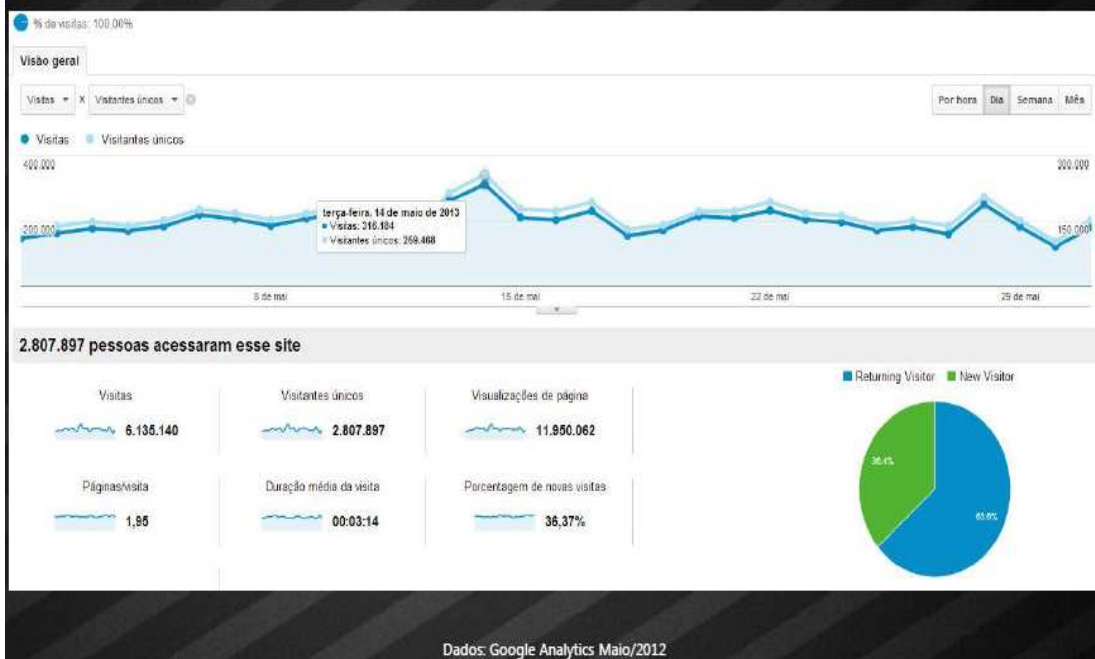 % de visitas: 100,00%
Visão geral
Visitas X Visitantes únicos
Por hora Dia Semana Mês
Visitas Visitantes únicos
400.000 300.000
terça-feira, 14 de maio de 2013
Visitas: 316.184
Visitantes únicos: 259.468
200.000 150.000
8 de mai 15 de mai 22 de mai 29 de mai
2.807.897 pessoas acessaram esse site
Returning Visitor New Visitor
Visitas Visitantes únicos Visualizações de página
6.135.140 2.807.897 11.950.062
36,4%
Páginas/visita Duração média da visita Porcentagem de novas visitas
63,6%
1,95 00:03:14 36,37%
Dados: Google Analytics Maio/2012